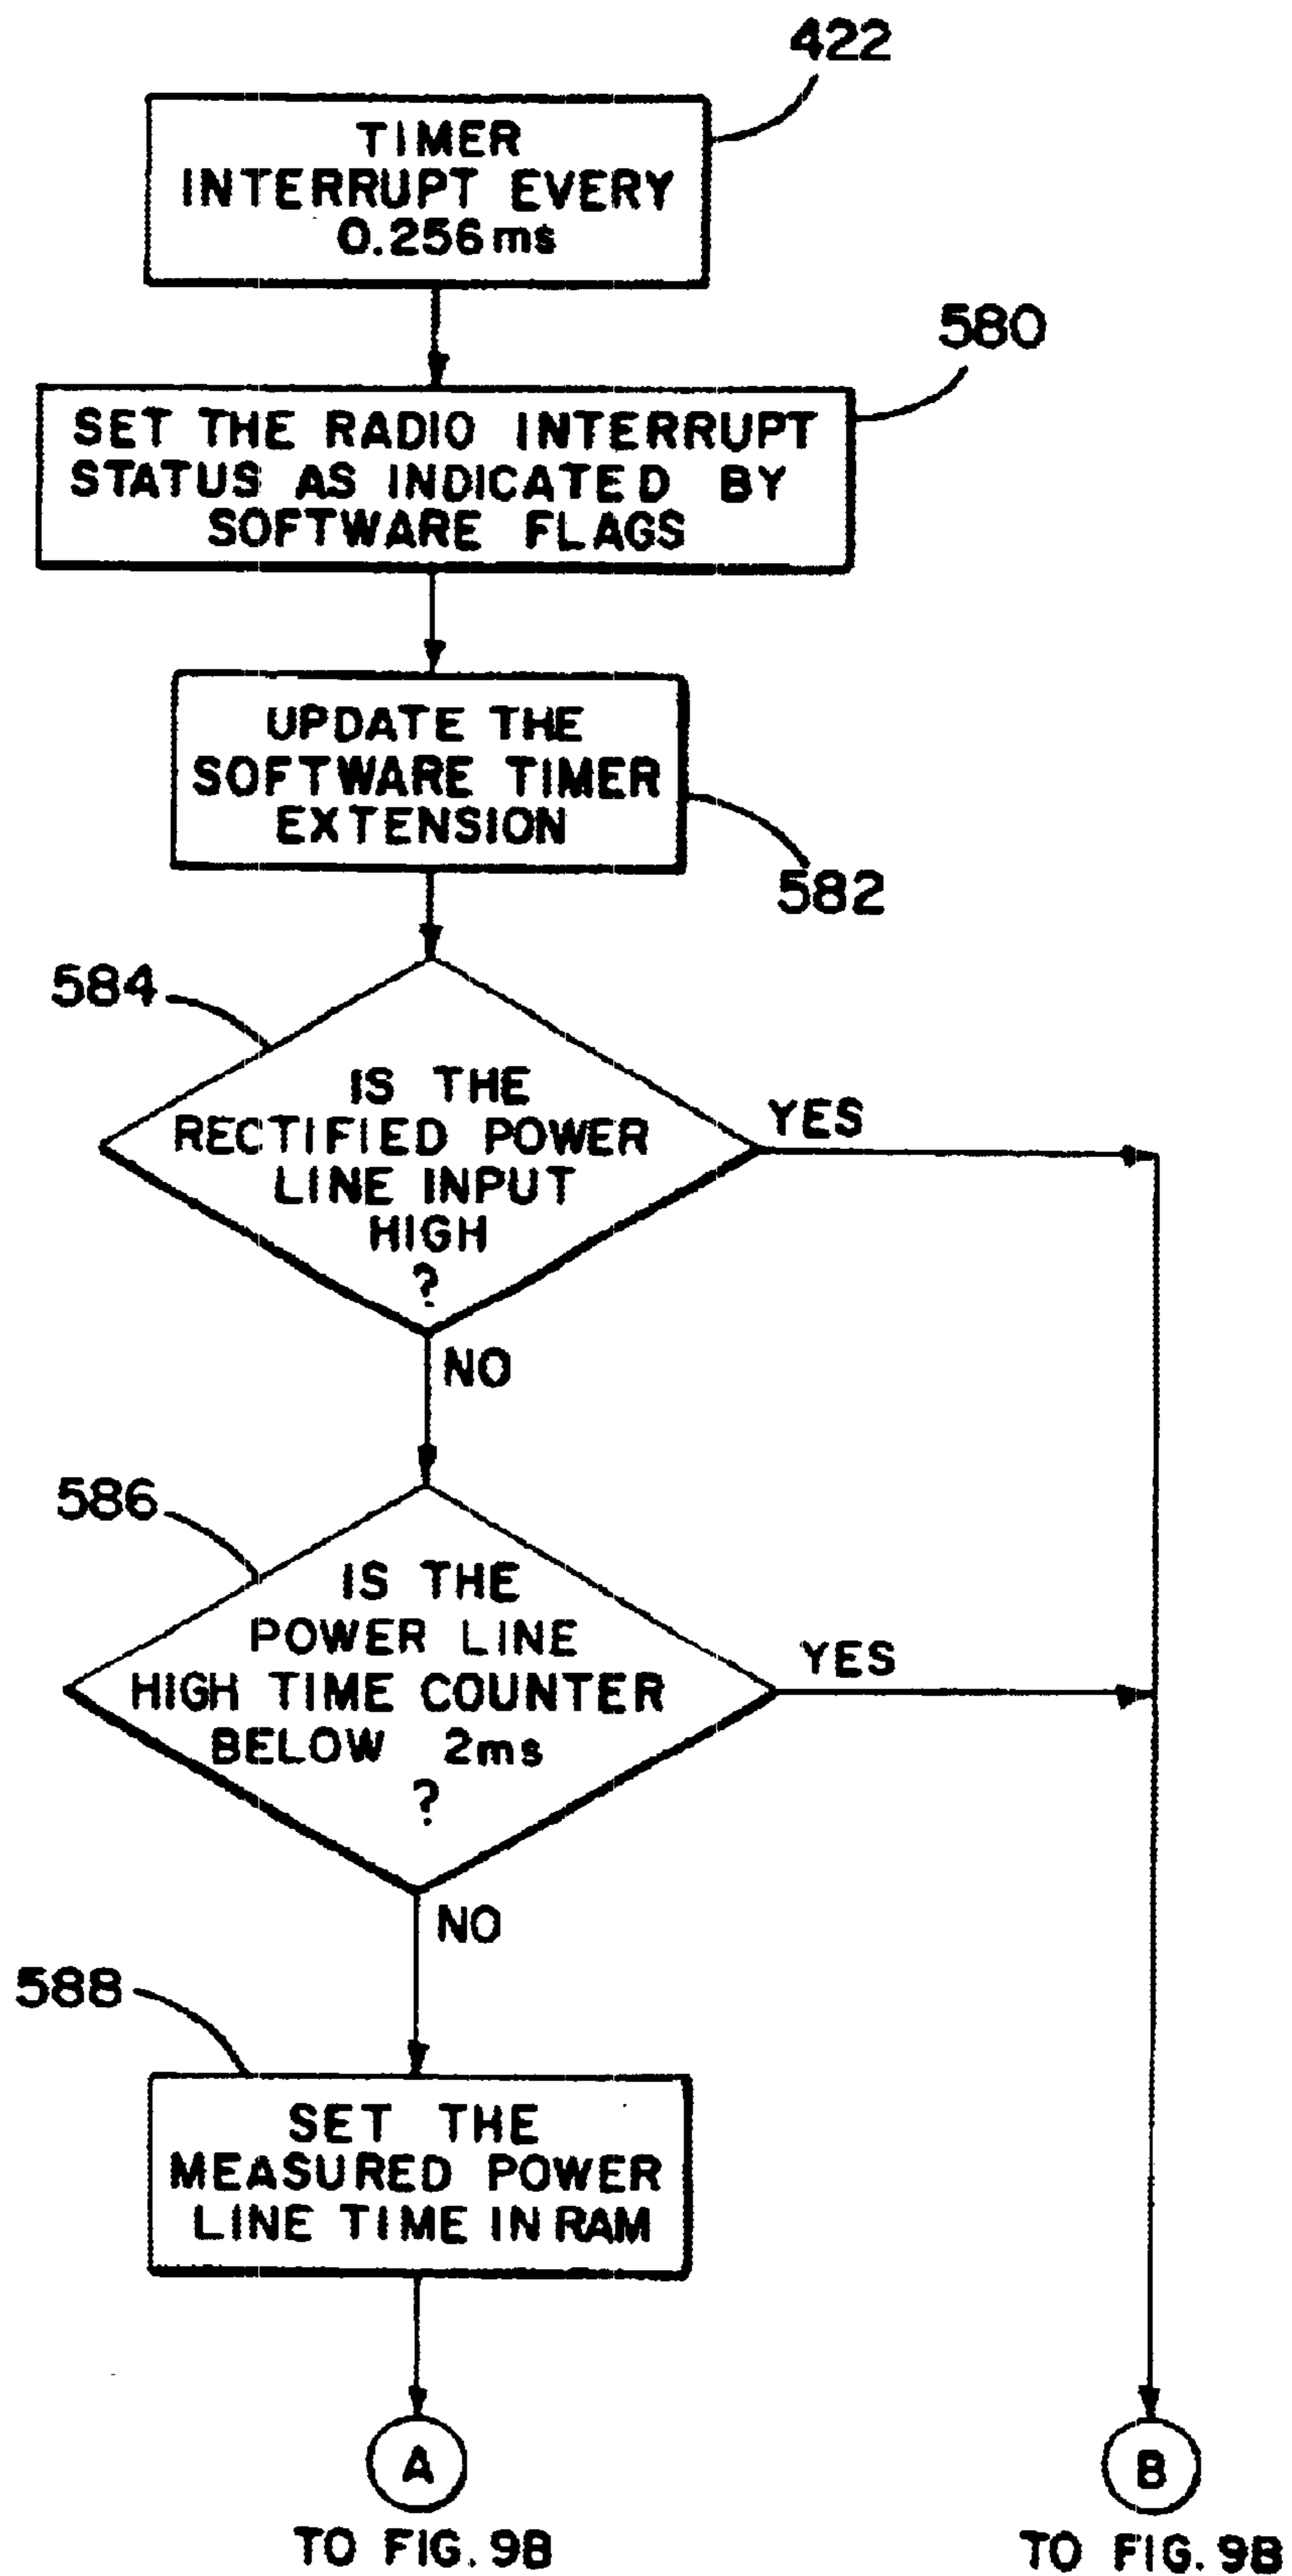 422
TIMER
INTERRUPT EVERY
0.256 ms
580
SET THE RADIO INTERRUPT
STATUS AS INDICATED BY
SOFTWARE FLAGS
UPDATE THE
SOFTWARE TIMER
EXTENSION
582
584
IS THE
RECTIFIED POWER
LINE INPUT
HIGH
?
YES
NO
586
IS THE
POWER LINE
HIGH TIME COUNTER
BELOW 2ms
?
YES
NO
588
SET THE
MEASURED POWER
LINE TIME IN RAM
A
B
TO FIG. 9B
TO FIG. 9B